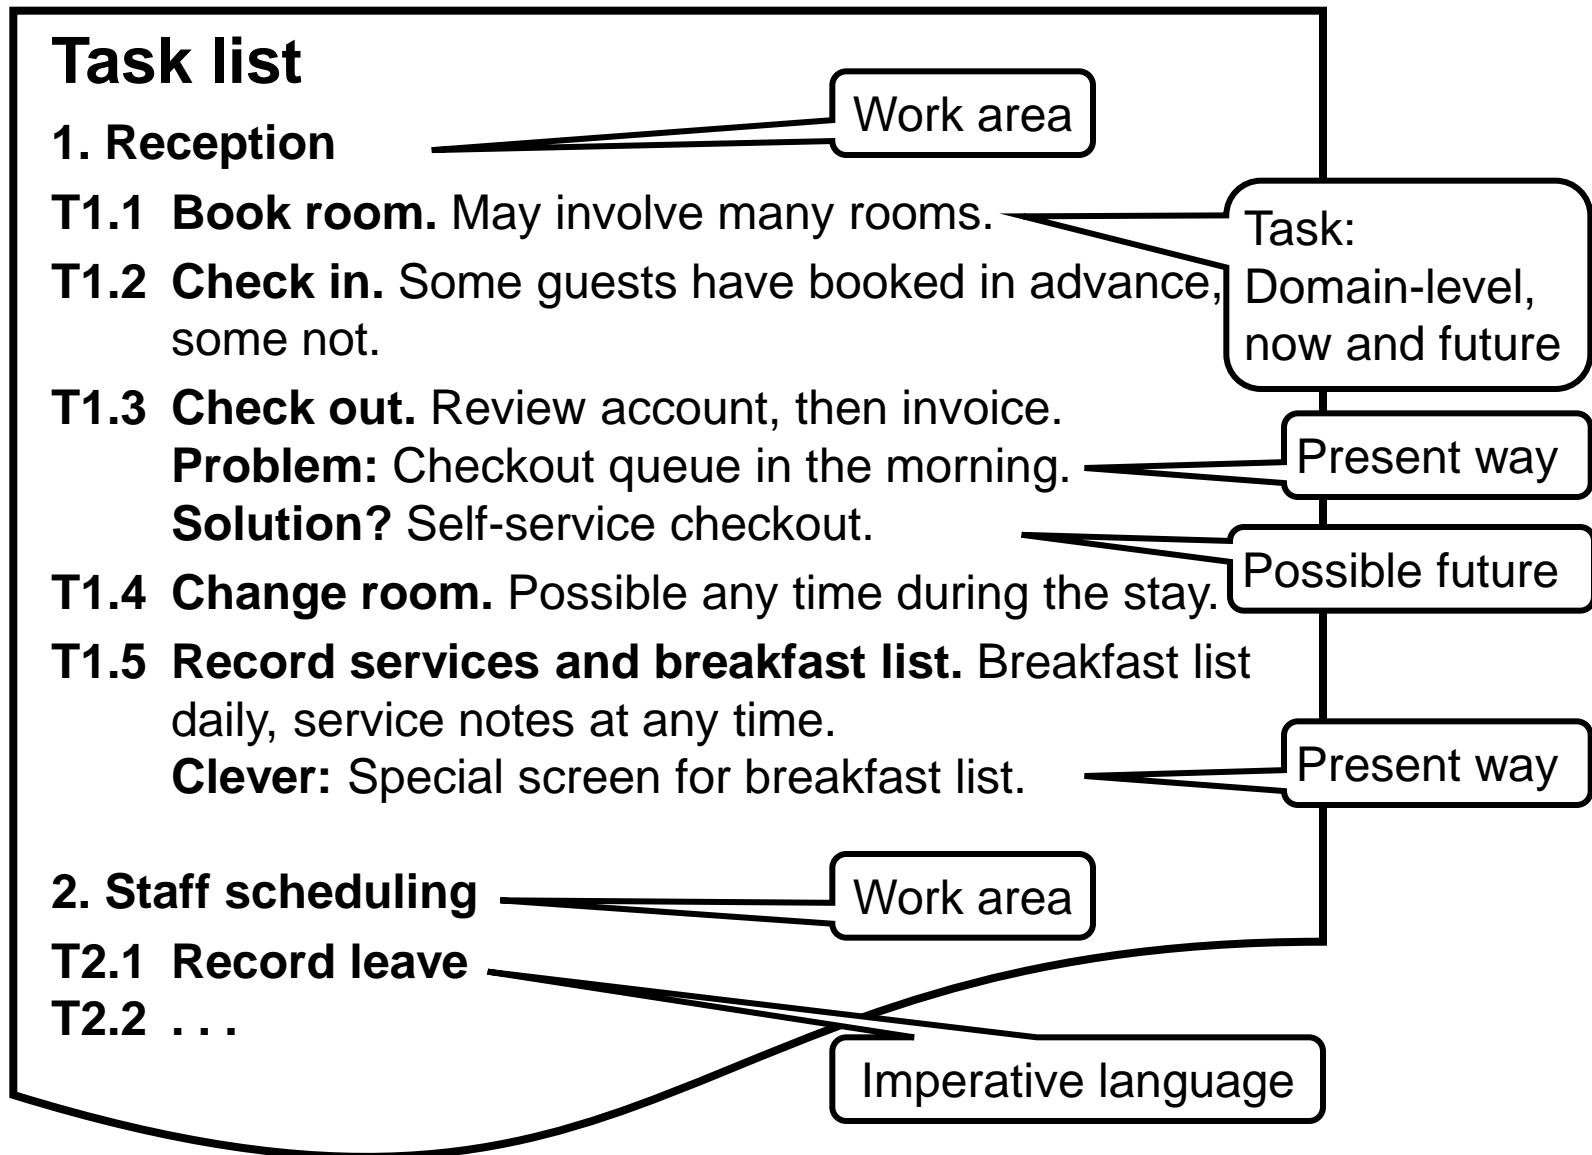 Task list
Work area
1. Reception
T1.1 Book room. May involve many rooms.
Task:
Domain-level,
now and future
T1.2 Check in. Some guests have booked in advance,
some not.
T1.3 Check out. Review account, then invoice.
Problem: Checkout queue in the morning.
Present way
Solution? Self-service checkout.
Possible future
T1.4 Change room. Possible any time during the stay.
T1.5 Record services and breakfast list. Breakfast list
daily, service notes at any time.
Clever: Special screen for breakfast list.
Present way
2. Staff scheduling
Work area
T2.1 Record leave
T2.2 . . .
Imperative language